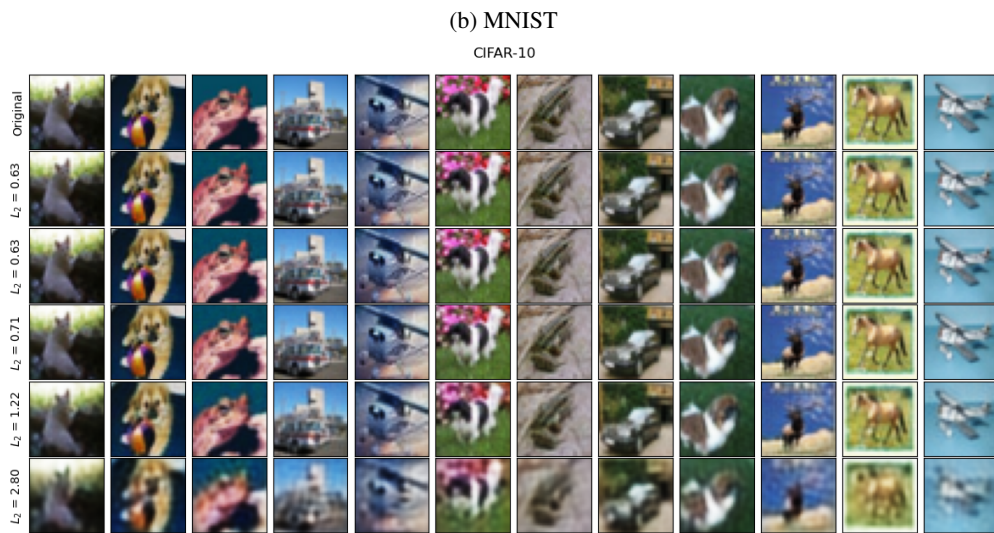 (b) MNIST
CIFAR-10
Original
L₂ = 0.63
L₂ = 0.63
L₂ = 0.71
L₂ = 1.22
L₂ = 2.80